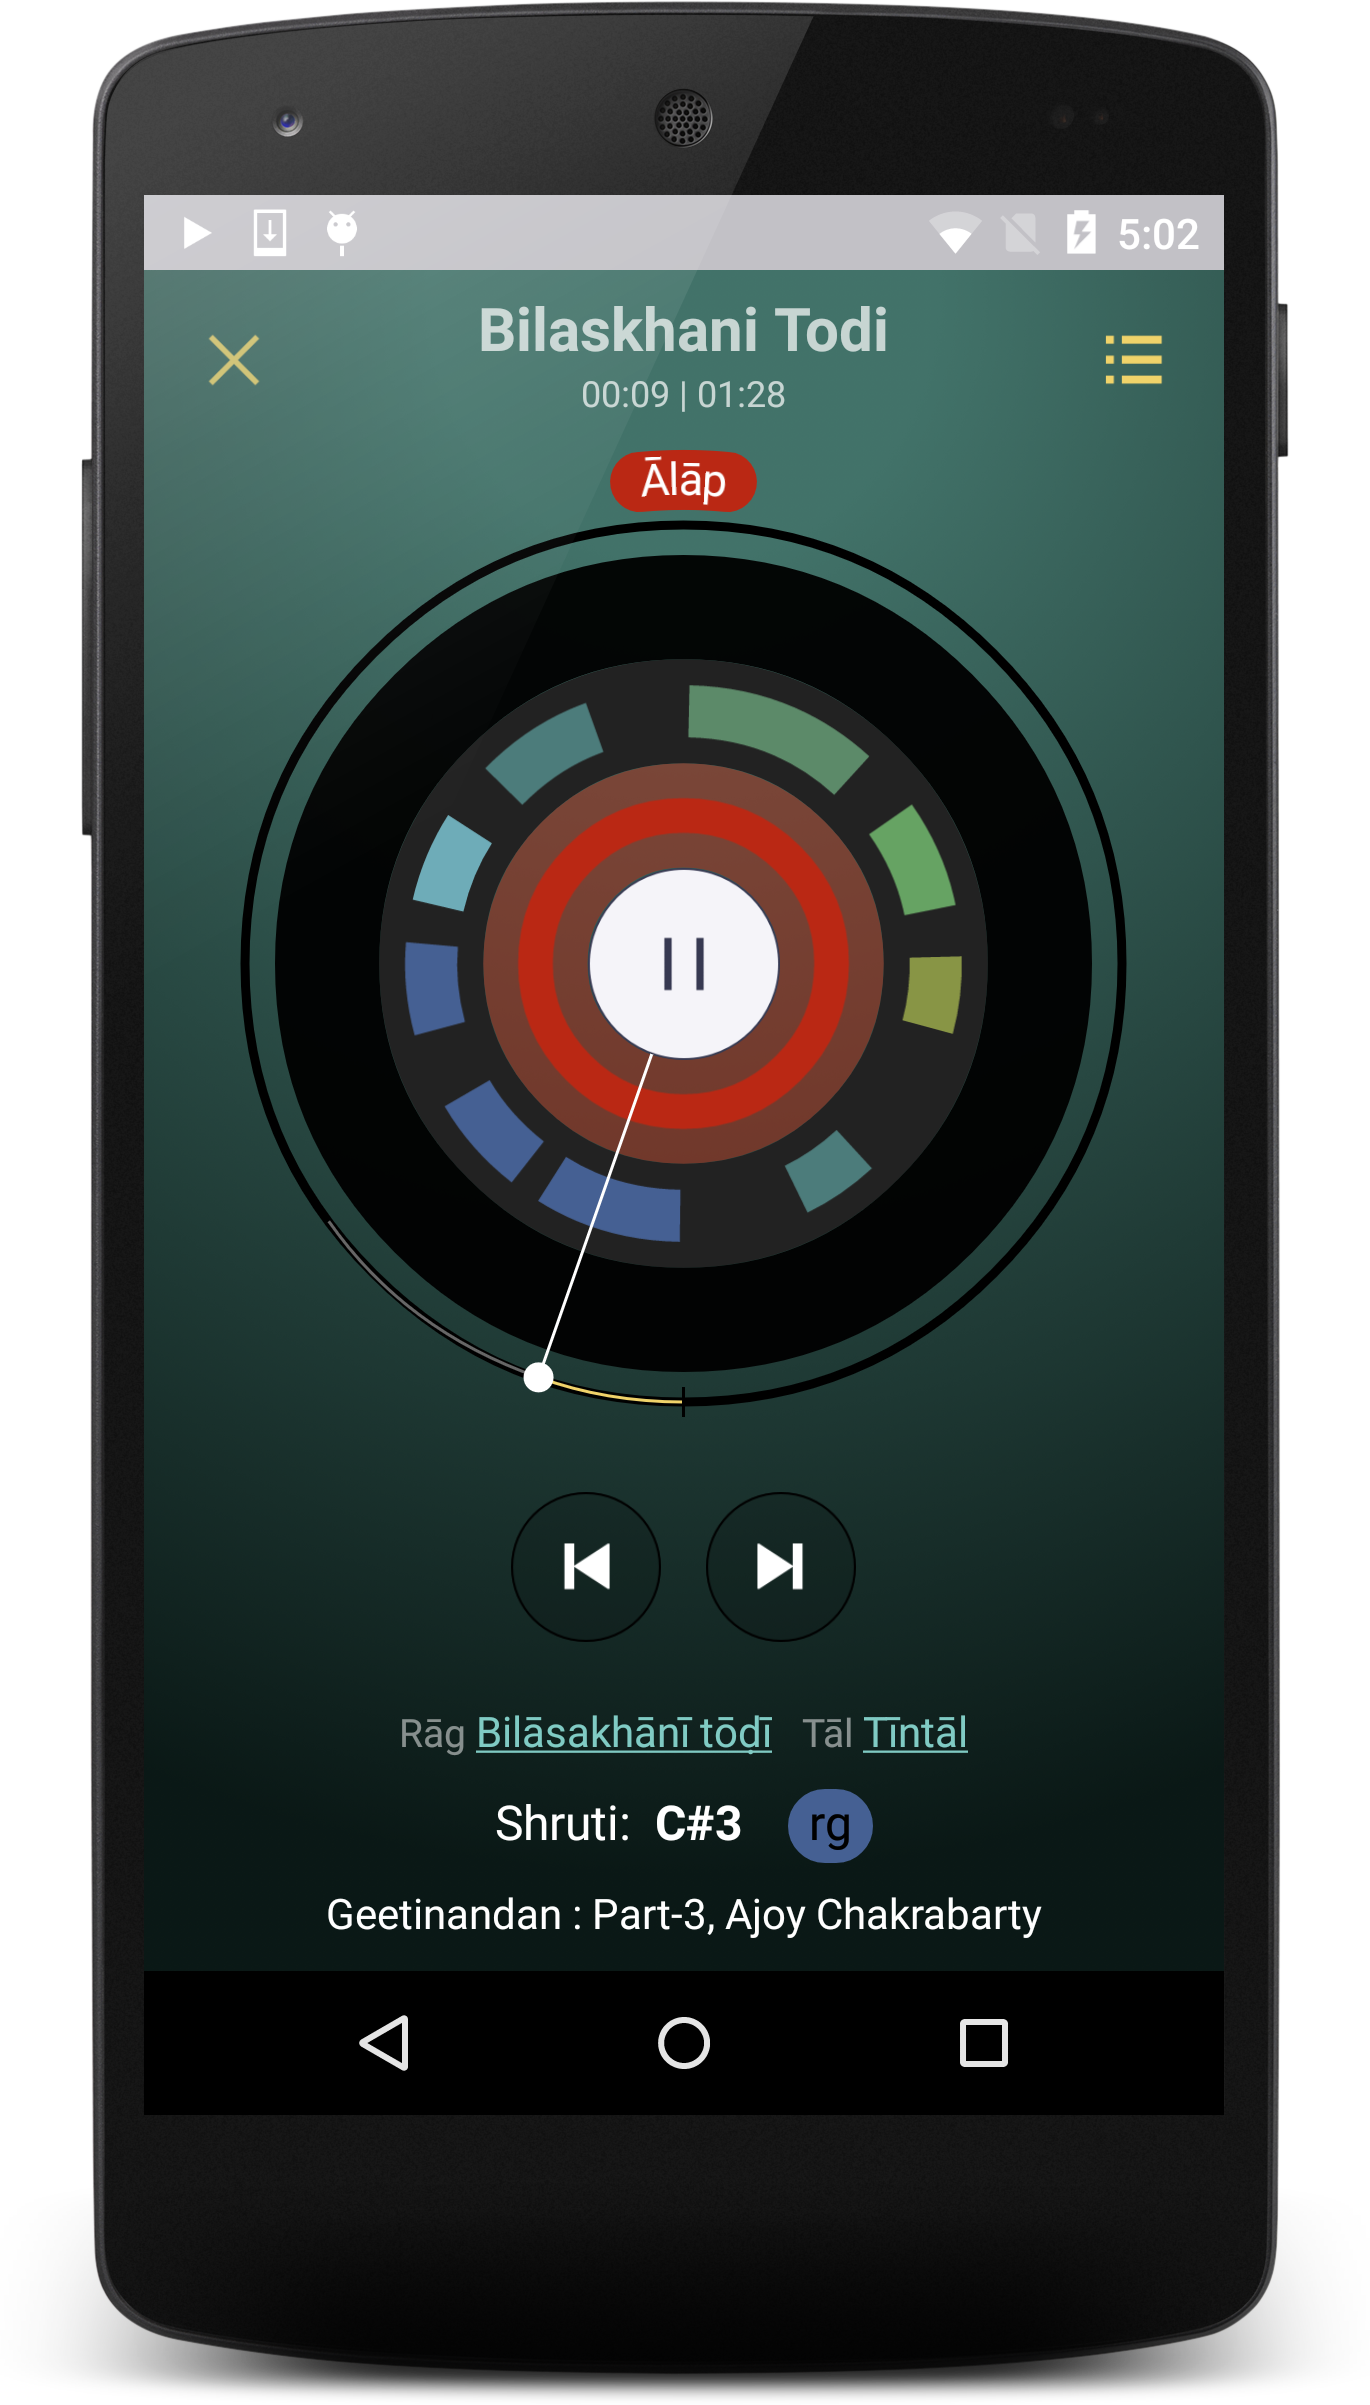 5:02
Bilaskhani Todi
00:09 | 01:28
Ālāp
Rāg Bilāsakhānī tōḍī Tāl Tīntāl
Shruti: C#3 rg
Geetinandan : Part-3, Ajoy Chakrabarty